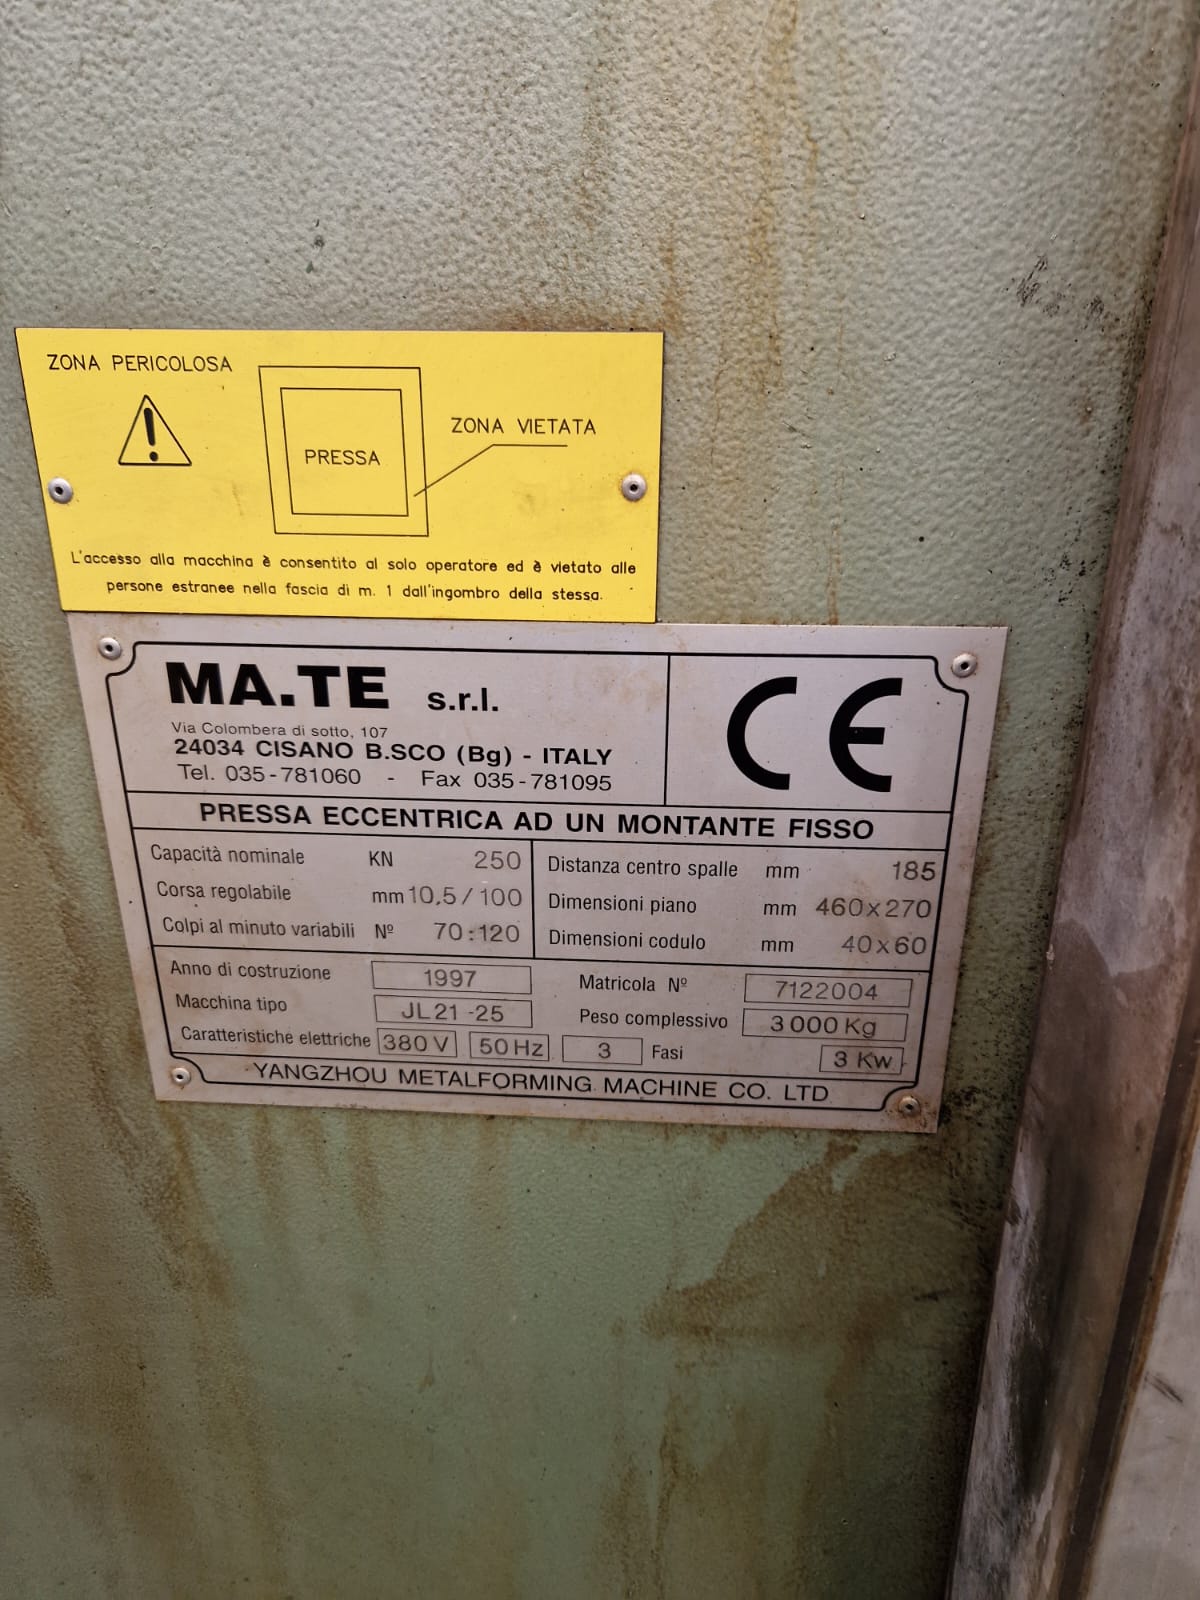 ZONA PERICOLOSA
ZONA VIETATA
PRESSA
L'accesso alla macchina è consentito al solo operatore ed è vietato alle
persone estranee nella fascia di m. 1 dall'ingombro della stessa.
MA.TE s.r.l.
Via Colombera di sotto, 107
24034 CISANO B.SCO (Bg) - ITALY
Tel. 035-781060 - Fax 035-781095
CE
PRESSA ECCENTRICA AD UN MONTANTE FISSO
Capacità nominale KN 250
Corsa regolabile mm 10,5/100
Colpi al minuto variabili Nº 70:120
Distanza centro spalle mm 185
Dimensioni piano mm 460x270
Dimensioni codulo mm 40x60
Anno di costruzione 1997 Matricola Nº 7122004
Macchina tipo JL21-25 Peso complessivo 3000Kg
Caratteristiche elettriche 380V 50Hz 3 Fasi 3 Kw
YANGZHOU METALFORMING MACHINE CO. LTD